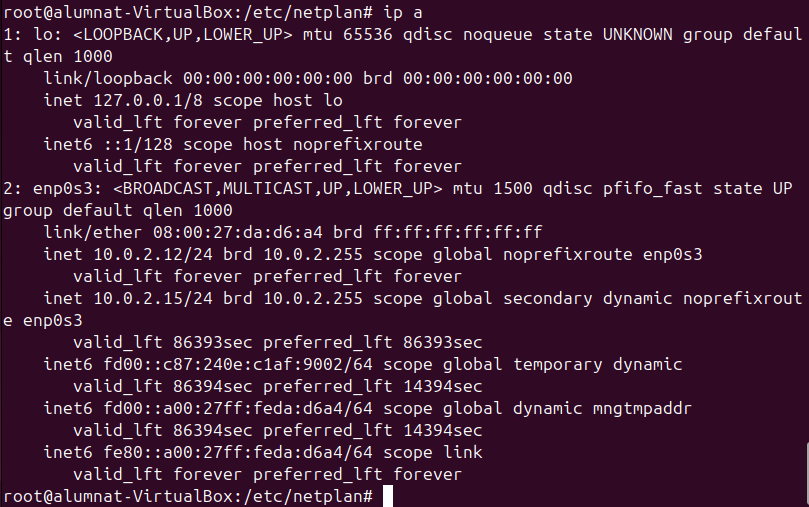 root@alumnat-VirtualBox:/etc/netplan# ip a
1: lo: <LOOPBACK,UP,LOWER_UP> mtu 65536 qdisc noqueue state UNKNOWN group defaul
t qlen 1000
    link/loopback 00:00:00:00:00:00 brd 00:00:00:00:00:00
    inet 127.0.0.1/8 scope host lo
       valid_lft forever preferred_lft forever
    inet6 ::1/128 scope host noprefixroute
       valid_lft forever preferred_lft forever
2: enp0s3: <BROADCAST,MULTICAST,UP,LOWER_UP> mtu 1500 qdisc pfifo_fast state UP
group default qlen 1000
    link/ether 08:00:27:da:d6:a4 brd ff:ff:ff:ff:ff:ff
    inet 10.0.2.12/24 brd 10.0.2.255 scope global noprefixroute enp0s3
       valid_lft forever preferred_lft forever
    inet 10.0.2.15/24 brd 10.0.2.255 scope global secondary dynamic noprefixrout
e enp0s3
       valid_lft 86393sec preferred_lft 86393sec
    inet6 fd00::c87:240e:c1af:9002/64 scope global temporary dynamic
       valid_lft 86394sec preferred_lft 14394sec
    inet6 fd00::a00:27ff:feda:d6a4/64 scope global dynamic mngtmpaddr
       valid_lft 86394sec preferred_lft 14394sec
    inet6 fe80::a00:27ff:feda:d6a4/64 scope link
       valid_lft forever preferred_lft forever
root@alumnat-VirtualBox:/etc/netplan#